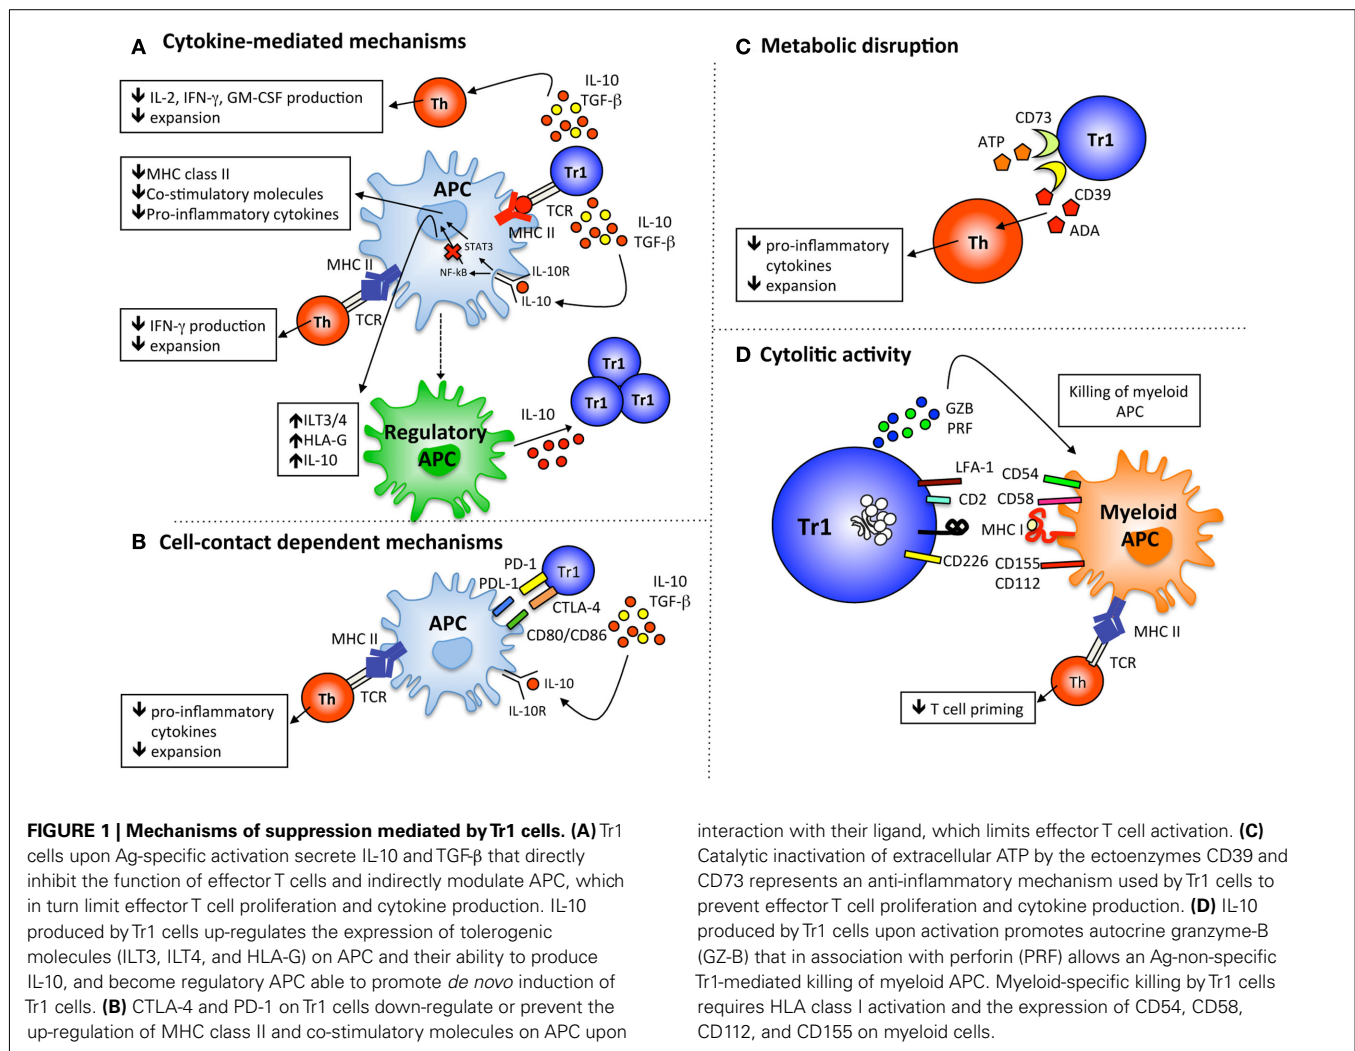 A Cytokine-mediated mechanisms
IL-10
TGF-β
Th
🡻 IL-2, IFN-γ, GM-CSF production
🡻 expansion
Tr1
🡻MHC class II
🡻Co-stimulatory molecules
🡻Pro-inflammatory cytokines
APC
TCR
MHC II
IL-10
TGF-β
STAT3
NF-kB
IL-10R
IL-10
MHC II
TCR
Th
🡻 IFN-γ production
🡻 expansion
Tr1
Tr1
Tr1
IL-10
🡹ILT3/4
🡹HLA-G
🡹IL-10
Regulatory
APC
B Cell-contact dependent mechanisms
PD-1
PDL-1
Tr1
CTLA-4
CD80/CD86
IL-10
TGF-β
APC
MHC II
TCR
Th
IL-10
IL-10R
🡻 pro-inflammatory
cytokines
🡻 expansion
C Metabolic disruption
CD73
ATP
Tr1
CD39
ADA
Th
🡻 pro-inflammatory
cytokines
🡻 expansion
D Cytolitic activity
Killing of myeloid
APC
GZB
PRF
LFA-1
CD54
CD2
CD58
Tr1
MHC I
Myeloid
APC
CD226
CD155
CD112
MHC II
TCR
Th
🡻 T cell priming
FIGURE 1 | Mechanisms of suppression mediated by Tr1 cells. (A) Tr1
cells upon Ag-specific activation secrete IL-10 and TGF-β that directly
inhibit the function of effector T cells and indirectly modulate APC, which
in turn limit effector T cell proliferation and cytokine production. IL-10
produced by Tr1 cells up-regulates the expression of tolerogenic
molecules (ILT3, ILT4, and HLA-G) on APC and their ability to produce
IL-10, and become regulatory APC able to promote de novo induction of
Tr1 cells. (B) CTLA-4 and PD-1 on Tr1 cells down-regulate or prevent the
up-regulation of MHC class II and co-stimulatory molecules on APC upon
interaction with their ligand, which limits effector T cell activation. (C)
Catalytic inactivation of extracellular ATP by the ectoenzymes CD39 and
CD73 represents an anti-inflammatory mechanism used by Tr1 cells to
prevent effector T cell proliferation and cytokine production. (D) IL-10
produced by Tr1 cells upon activation promotes autocrine granzyme-B
(GZ-B) that in association with perforin (PRF) allows an Ag-non-specific
Tr1-mediated killing of myeloid APC. Myeloid-specific killing by Tr1 cells
requires HLA class I activation and the expression of CD54, CD58,
CD112, and CD155 on myeloid cells.